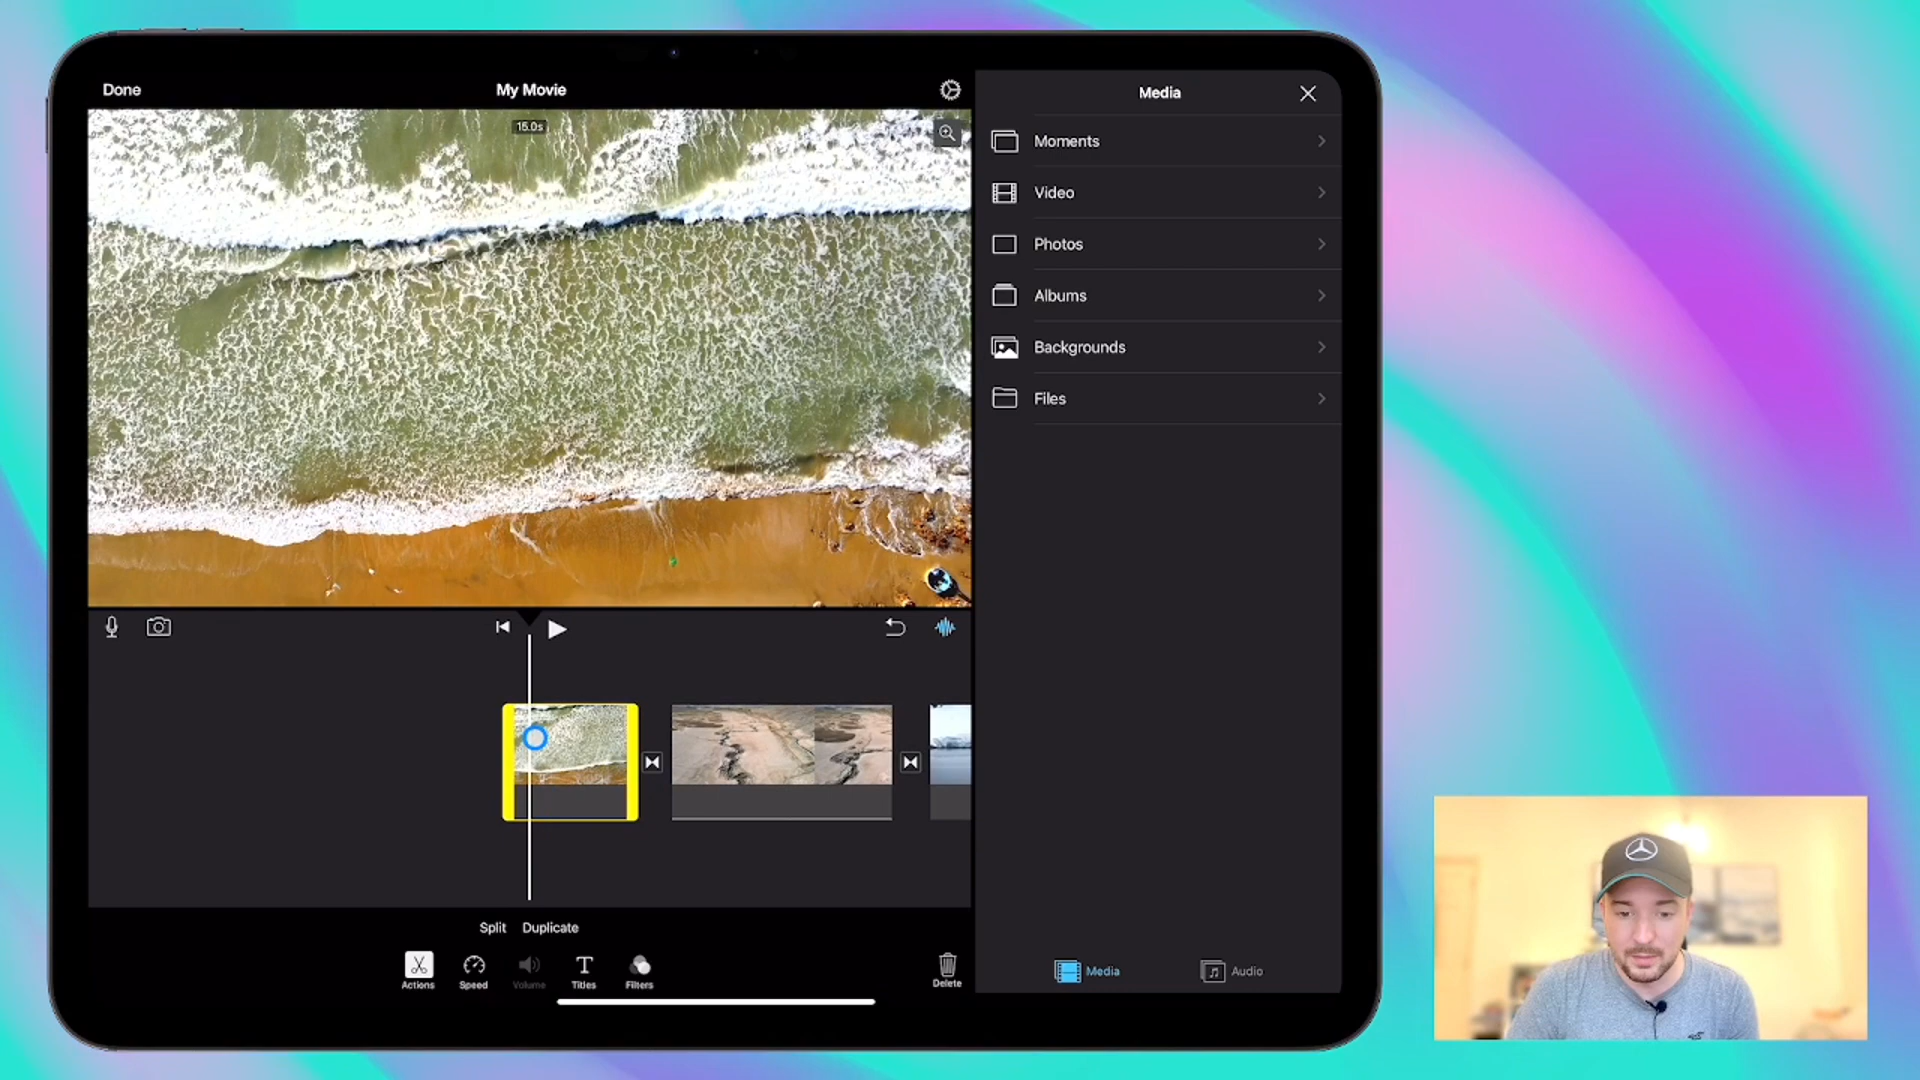 Done
My Movie
15.0s
Media
Moments
Video
Photos
Albums
Backgrounds
Files
Split Duplicate
Actions Speed Volume Titles Filters Delete
Media Audio